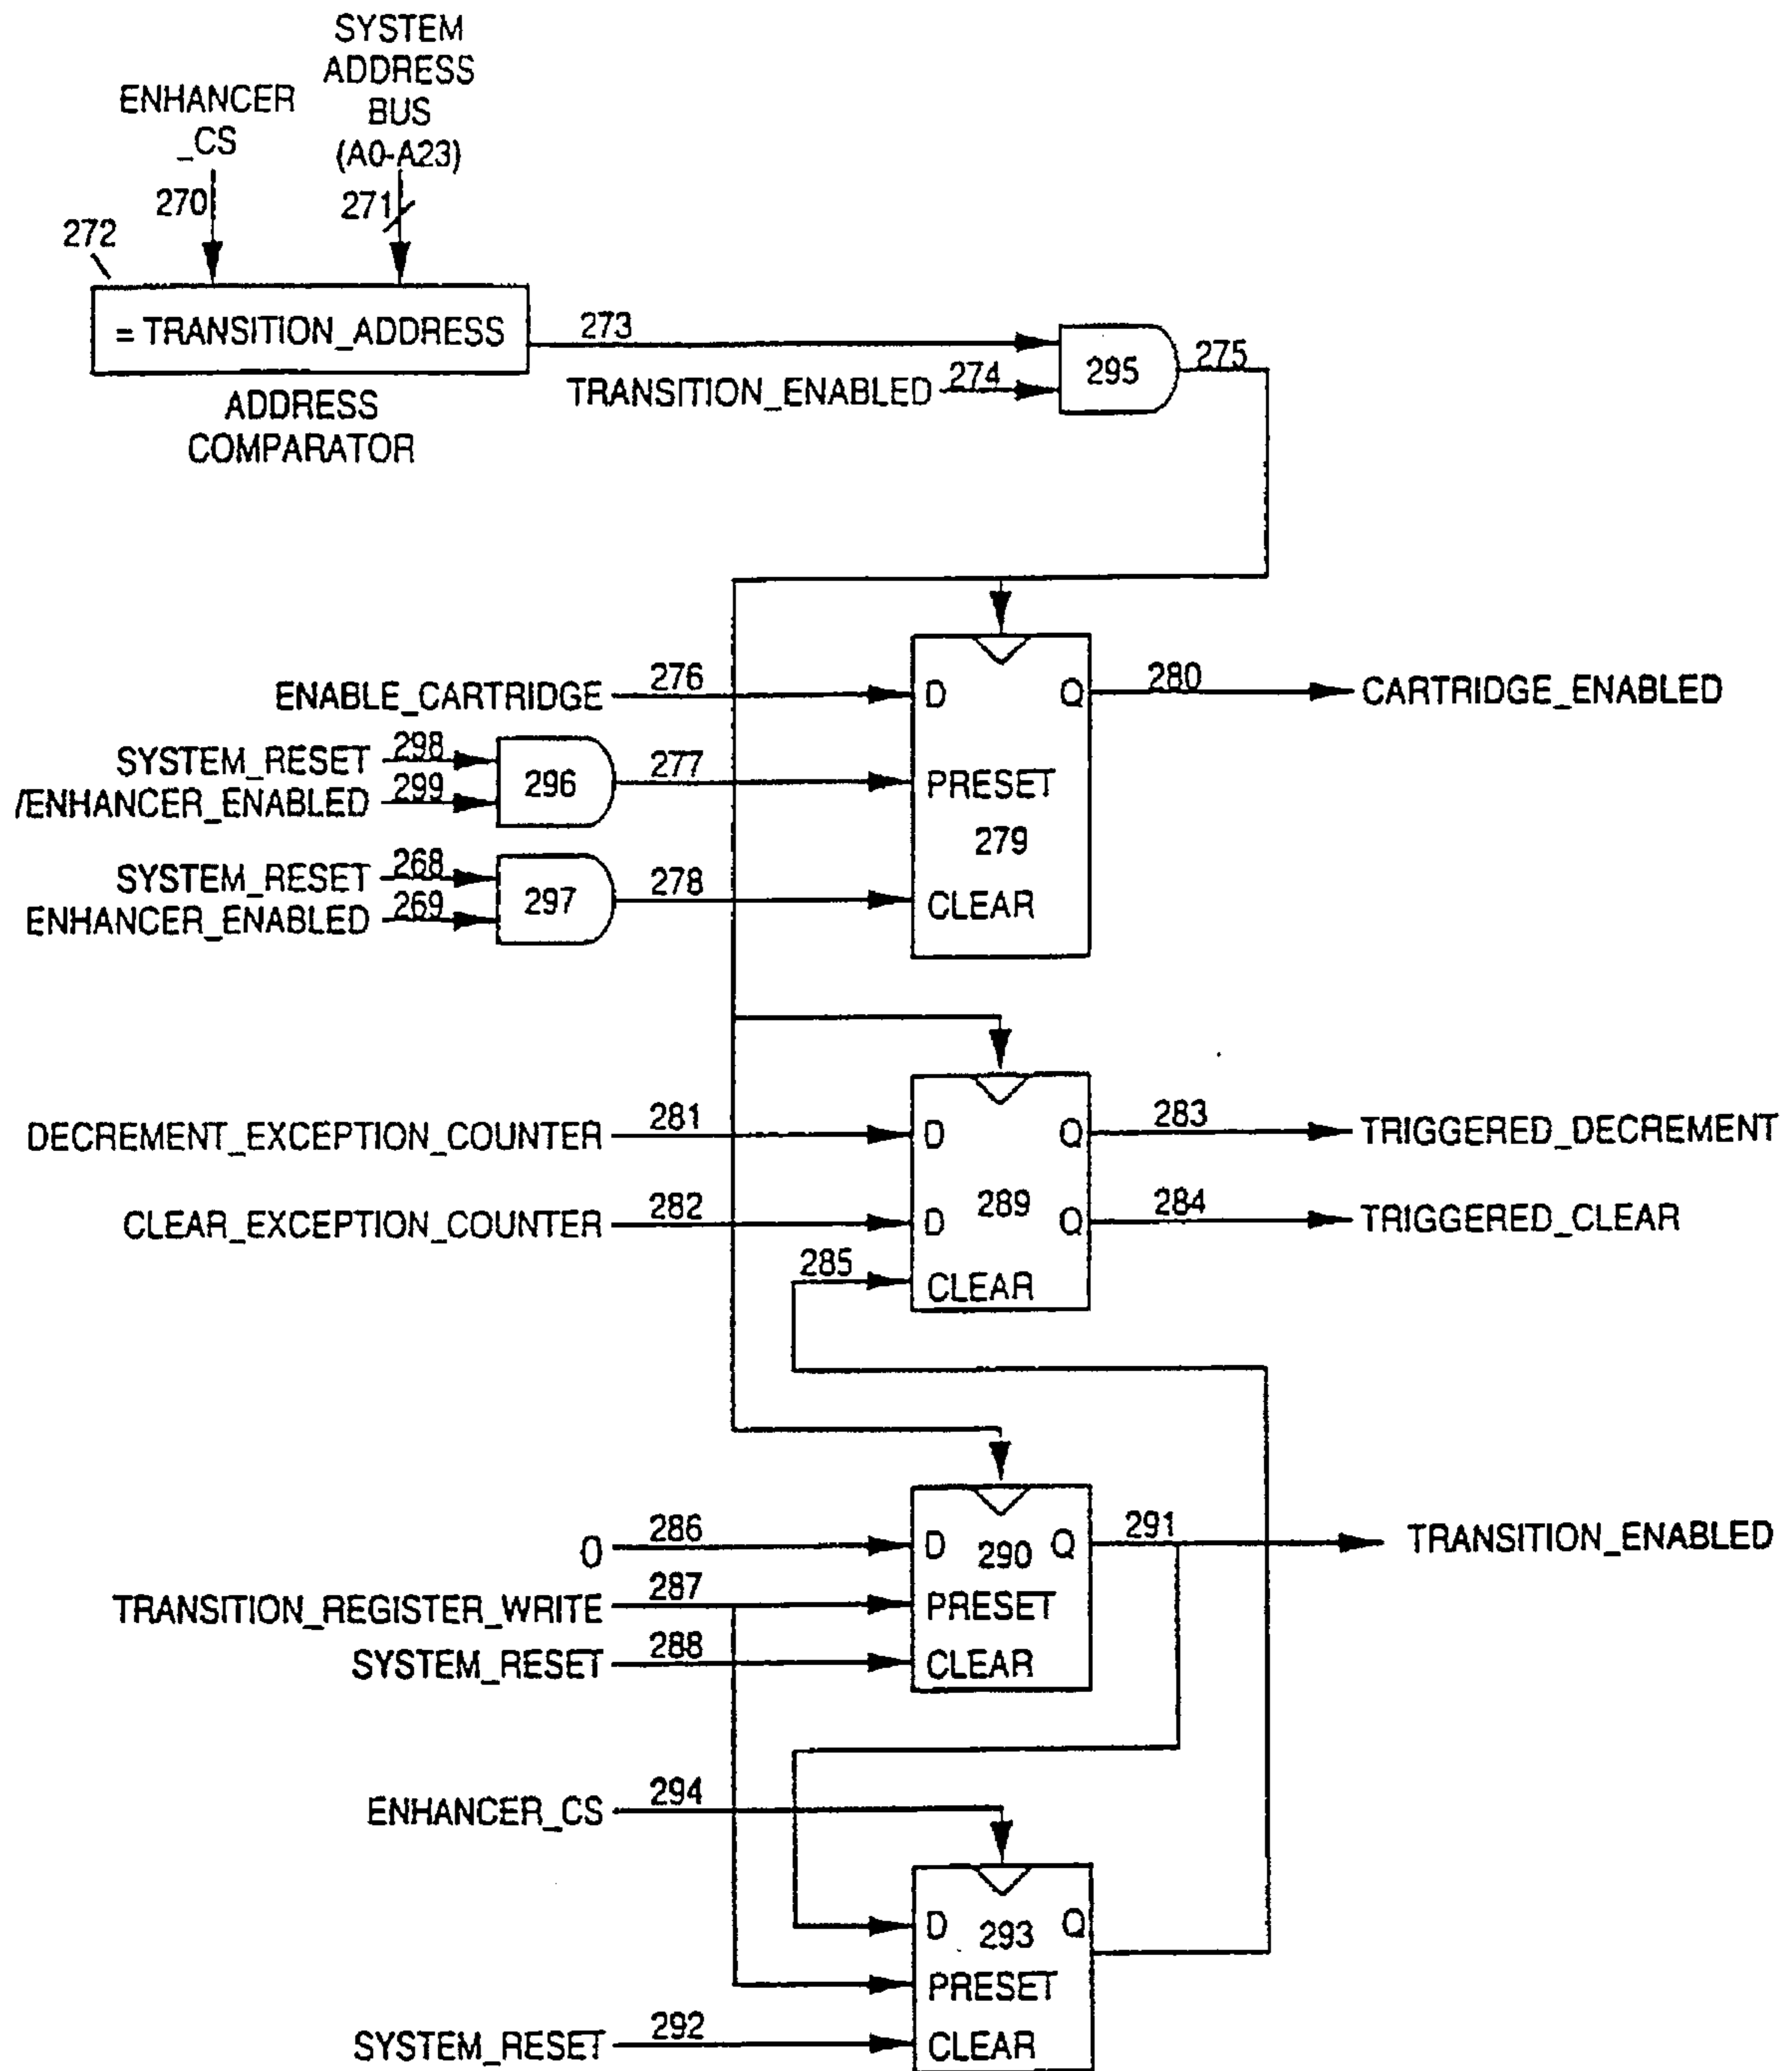 SYSTEM
ADDRESS
BUS
(A0-A23)
ENHANCER
_CS
270
271
272
= TRANSITION_ADDRESS
ADDRESS
COMPARATOR
273
TRANSITION_ENABLED 274
295
275
ENABLE_CARTRIDGE 276
D Q
280 CARTRIDGE_ENABLED
SYSTEM_RESET 298
/ENHANCER_ENABLED 299
296
277
PRESET
279
SYSTEM_RESET 268
ENHANCER_ENABLED 269
297
278
CLEAR
DECREMENT_EXCEPTION_COUNTER 281
D Q
283 TRIGGERED_DECREMENT
CLEAR_EXCEPTION_COUNTER 282
D 289 Q
284 TRIGGERED_CLEAR
285
CLEAR
0 286
D 290 Q
291 TRANSITION_ENABLED
TRANSITION_REGISTER_WRITE 287
PRESET
SYSTEM_RESET 288
CLEAR
ENHANCER_CS 294
D 293 Q
PRESET
SYSTEM_RESET 292
CLEAR